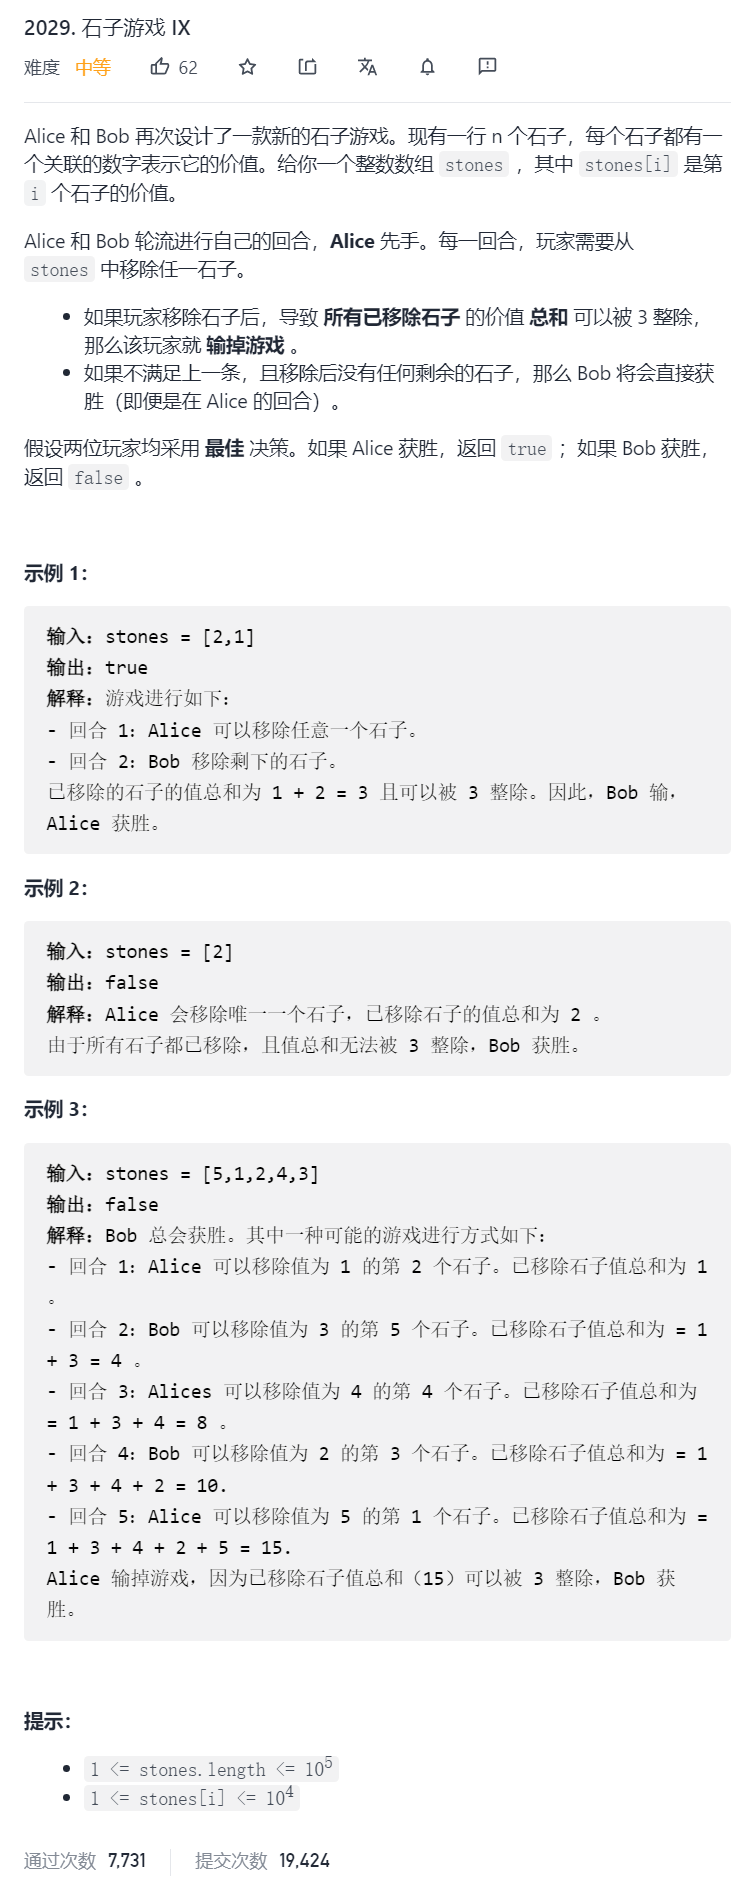 2029. 石子游戏 IX
难度 中等 62
Alice 和 Bob 再次设计了一款新的石子游戏。现有一行 n 个石子，每个石子都有一
个关联的数字表示它的价值。给你一个整数数组 stones ，其中 stones[i] 是第
i 个石子的价值。
Alice 和 Bob 轮流进行自己的回合，Alice 先手。每一回合，玩家需要从
stones 中移除任一石子。
• 如果玩家移除石子后，导致 所有已移除石子 的价值 总和 可以被 3 整除，
那么该玩家就 输掉游戏 。
• 如果不满足上一条，且移除后没有任何剩余的石子，那么 Bob 将会直接获
胜（即便是在 Alice 的回合）。
假设两位玩家均采用 最佳 决策。如果 Alice 获胜，返回 true ；如果 Bob 获胜，
返回 false 。
示例 1：
输入：stones = [2,1]
输出：true
解释：游戏进行如下：
- 回合 1：Alice 可以移除任意一个石子。
- 回合 2：Bob 移除剩下的石子。
已移除的石子的值总和为 1 + 2 = 3 且可以被 3 整除。因此，Bob 输，
Alice 获胜。
示例 2：
输入：stones = [2]
输出：false
解释：Alice 会移除唯一一个石子，已移除石子的值总和为 2 。
由于所有石子都已移除，且值总和无法被 3 整除，Bob 获胜。
示例 3：
输入：stones = [5,1,2,4,3]
输出：false
解释：Bob 总会获胜。其中一种可能的游戏进行方式如下：
- 回合 1：Alice 可以移除值为 1 的第 2 个石子。已移除石子值总和为 1
。
- 回合 2：Bob 可以移除值为 3 的第 5 个石子。已移除石子值总和为 = 1
+ 3 = 4 。
- 回合 3：Alices 可以移除值为 4 的第 4 个石子。已移除石子值总和为
= 1 + 3 + 4 = 8 。
- 回合 4：Bob 可以移除值为 2 的第 3 个石子。已移除石子值总和为 = 1
+ 3 + 4 + 2 = 10.
- 回合 5：Alice 可以移除值为 5 的第 1 个石子。已移除石子值总和为 =
1 + 3 + 4 + 2 + 5 = 15.
Alice 输掉游戏，因为已移除石子值总和（15）可以被 3 整除，Bob 获
胜。
提示：
• 1 <= stones.length <= 10⁵
• 1 <= stones[i] <= 10⁴
通过次数 7,731 提交次数 19,424